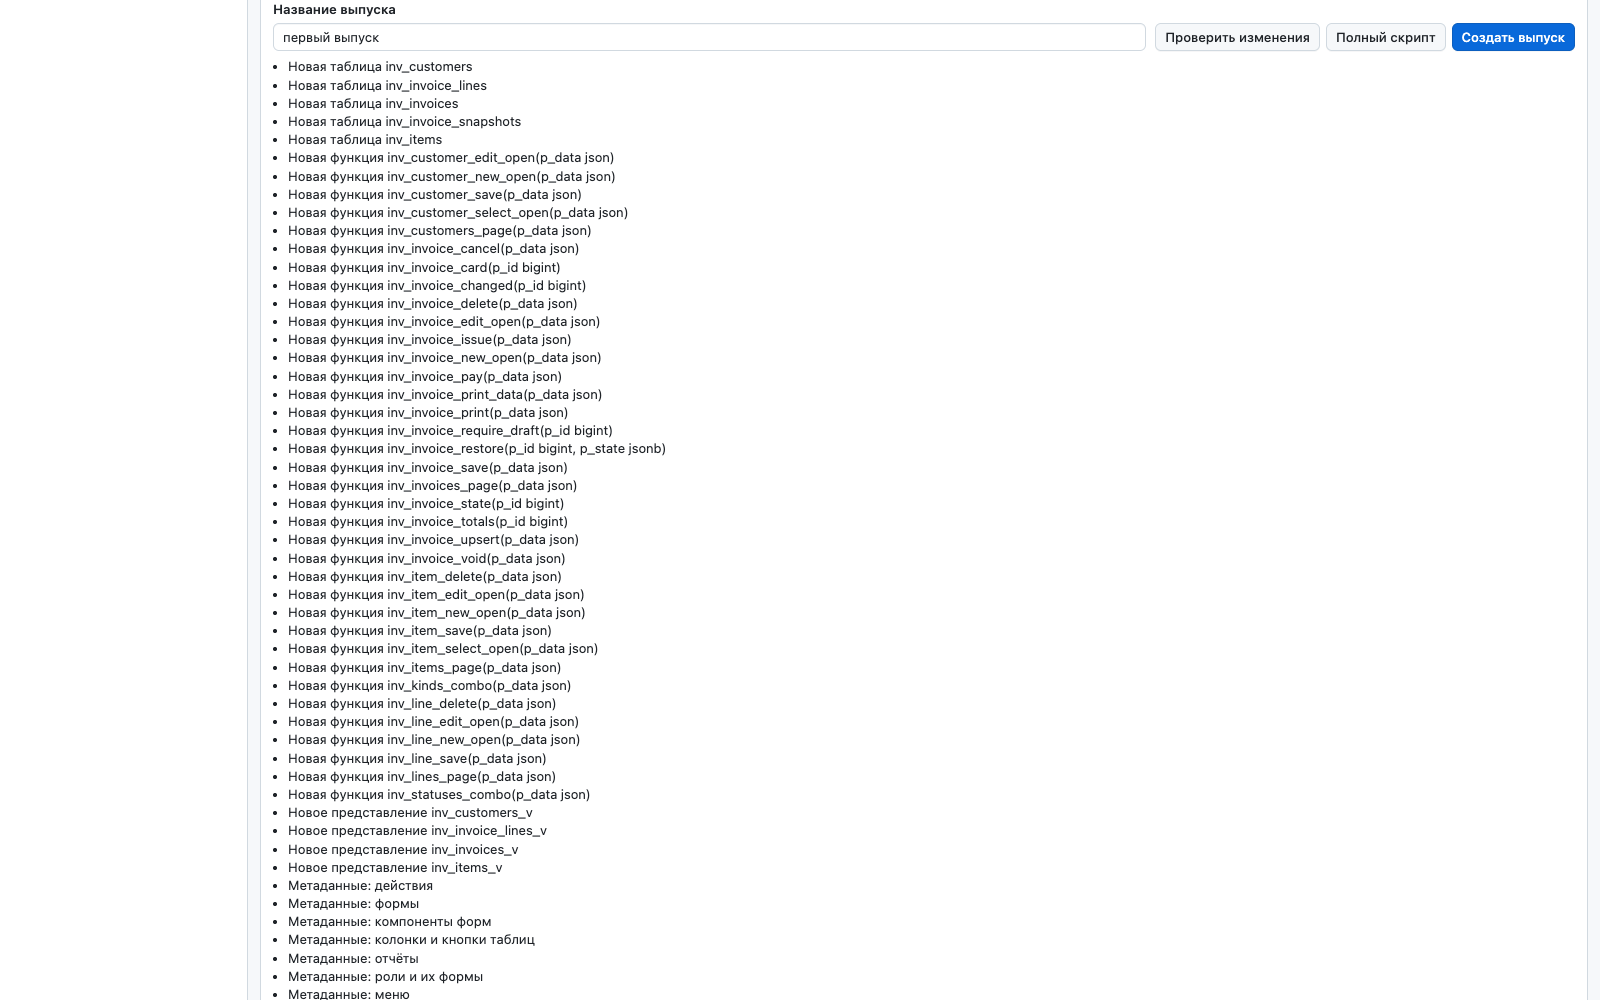 Название выпуска
первый выпуск
Проверить изменения
Полный скрипт
Создать выпуск
Новая таблица inv_customers
Новая таблица inv_invoice_lines
Новая таблица inv_invoices
Новая таблица inv_invoice_snapshots
Новая таблица inv_items
Новая функция inv_customer_edit_open(p_data json)
Новая функция inv_customer_new_open(p_data json)
Новая функция inv_customer_save(p_data json)
Новая функция inv_customer_select_open(p_data json)
Новая функция inv_customers_page(p_data json)
Новая функция inv_invoice_cancel(p_data json)
Новая функция inv_invoice_card(p_id bigint)
Новая функция inv_invoice_changed(p_id bigint)
Новая функция inv_invoice_delete(p_data json)
Новая функция inv_invoice_edit_open(p_data json)
Новая функция inv_invoice_issue(p_data json)
Новая функция inv_invoice_new_open(p_data json)
Новая функция inv_invoice_pay(p_data json)
Новая функция inv_invoice_print_data(p_data json)
Новая функция inv_invoice_print(p_data json)
Новая функция inv_invoice_require_draft(p_id bigint)
Новая функция inv_invoice_restore(p_id bigint, p_state jsonb)
Новая функция inv_invoice_save(p_data json)
Новая функция inv_invoices_page(p_data json)
Новая функция inv_invoice_state(p_id bigint)
Новая функция inv_invoice_totals(p_id bigint)
Новая функция inv_invoice_upsert(p_data json)
Новая функция inv_invoice_void(p_data json)
Новая функция inv_item_delete(p_data json)
Новая функция inv_item_edit_open(p_data json)
Новая функция inv_item_new_open(p_data json)
Новая функция inv_item_save(p_data json)
Новая функция inv_item_select_open(p_data json)
Новая функция inv_items_page(p_data json)
Новая функция inv_kinds_combo(p_data json)
Новая функция inv_line_delete(p_data json)
Новая функция inv_line_edit_open(p_data json)
Новая функция inv_line_new_open(p_data json)
Новая функция inv_line_save(p_data json)
Новая функция inv_lines_page(p_data json)
Новая функция inv_statuses_combo(p_data json)
Новое представление inv_customers_v
Новое представление inv_invoice_lines_v
Новое представление inv_invoices_v
Новое представление inv_items_v
Метаданные: действия
Метаданные: формы
Метаданные: компоненты форм
Метаданные: колонки и кнопки таблиц
Метаданные: отчёты
Метаданные: роли и их формы
Метаданные: меню